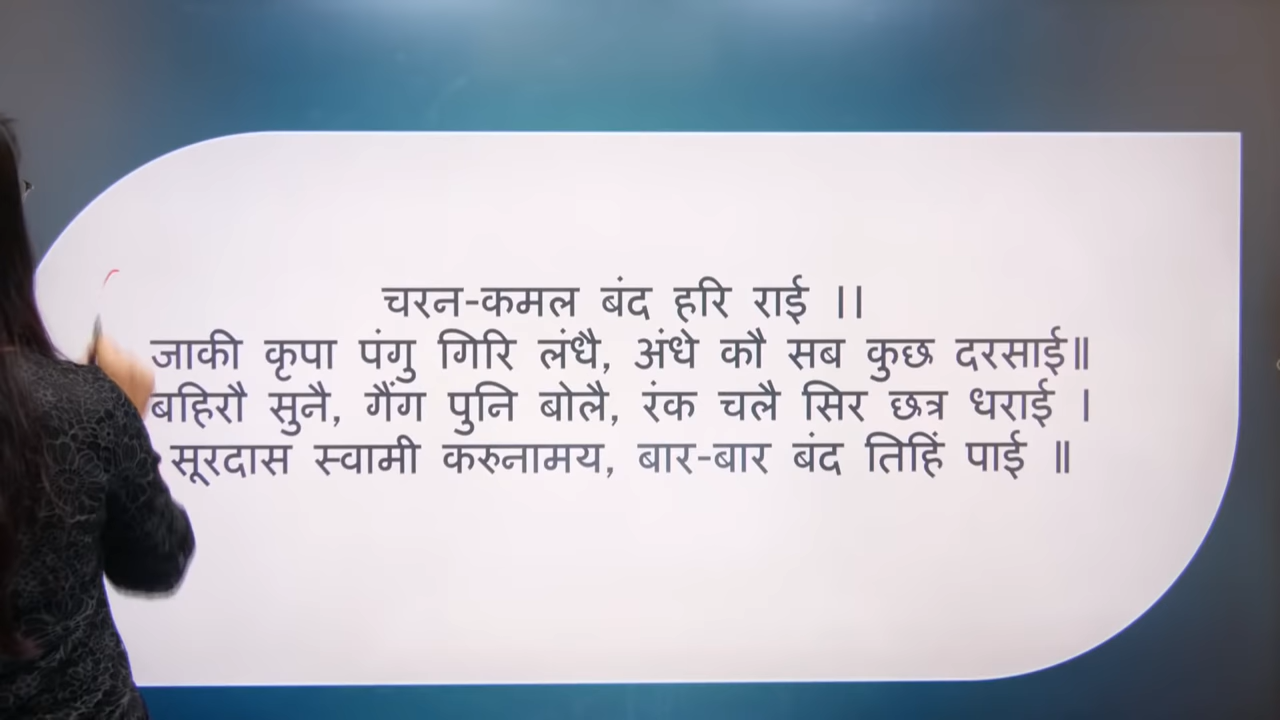 चरन-कमल बंद हरि राई ।।
जाकी कृपा पंगु गिरि लंधै, अंधे कौ सब कुछ दरसाई॥
बहिरौ सुनै, गैंग पुनि बोलै, रंक चलै सिर छत्र धराई ।
सूरदास स्वामी करुनामय, बार-बार बंद तिहिं पाई ॥